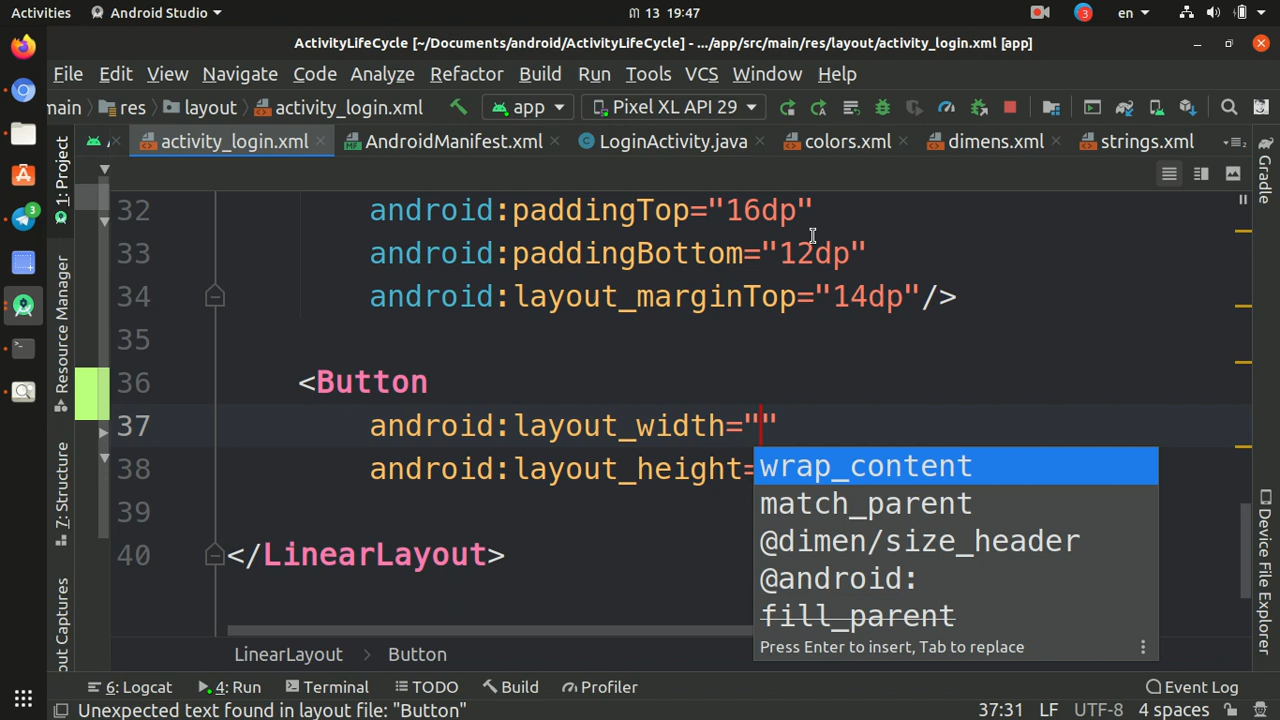 Activities
Android Studio
ต 13 19:47
3
en
ActivityLifeCycle [~/Documents/android/ActivityLifeCycle] - .../app/src/main/res/layout/activity_login.xml [app]
File Edit View Navigate Code Analyze Refactor Build Run Tools VCS Window Help
main res layout activity_login.xml app Pixel XL API 29
activity_login.xml AndroidManifest.xml LoginActivity.java colors.xml dimens.xml strings.xml
1: Project
Resource Manager
7: Structure
out Captures
Gradle
Device File Explorer
3
32 android:paddingTop="16dp"
33 android:paddingBottom="12dp"
34 android:layout_marginTop="14dp"/>
35
36 <Button
37 android:layout_width=""
38 android:layout_height=
39
40 </LinearLayout>
wrap_content
match_parent
@dimen/size_header
@android:
fill_parent
Press Enter to insert, Tab to replace
LinearLayout > Button
6: Logcat 4: Run Terminal TODO Build Profiler Event Log
Unexpected text found in layout file: "Button" 37:31 LF UTF-8 4 spaces